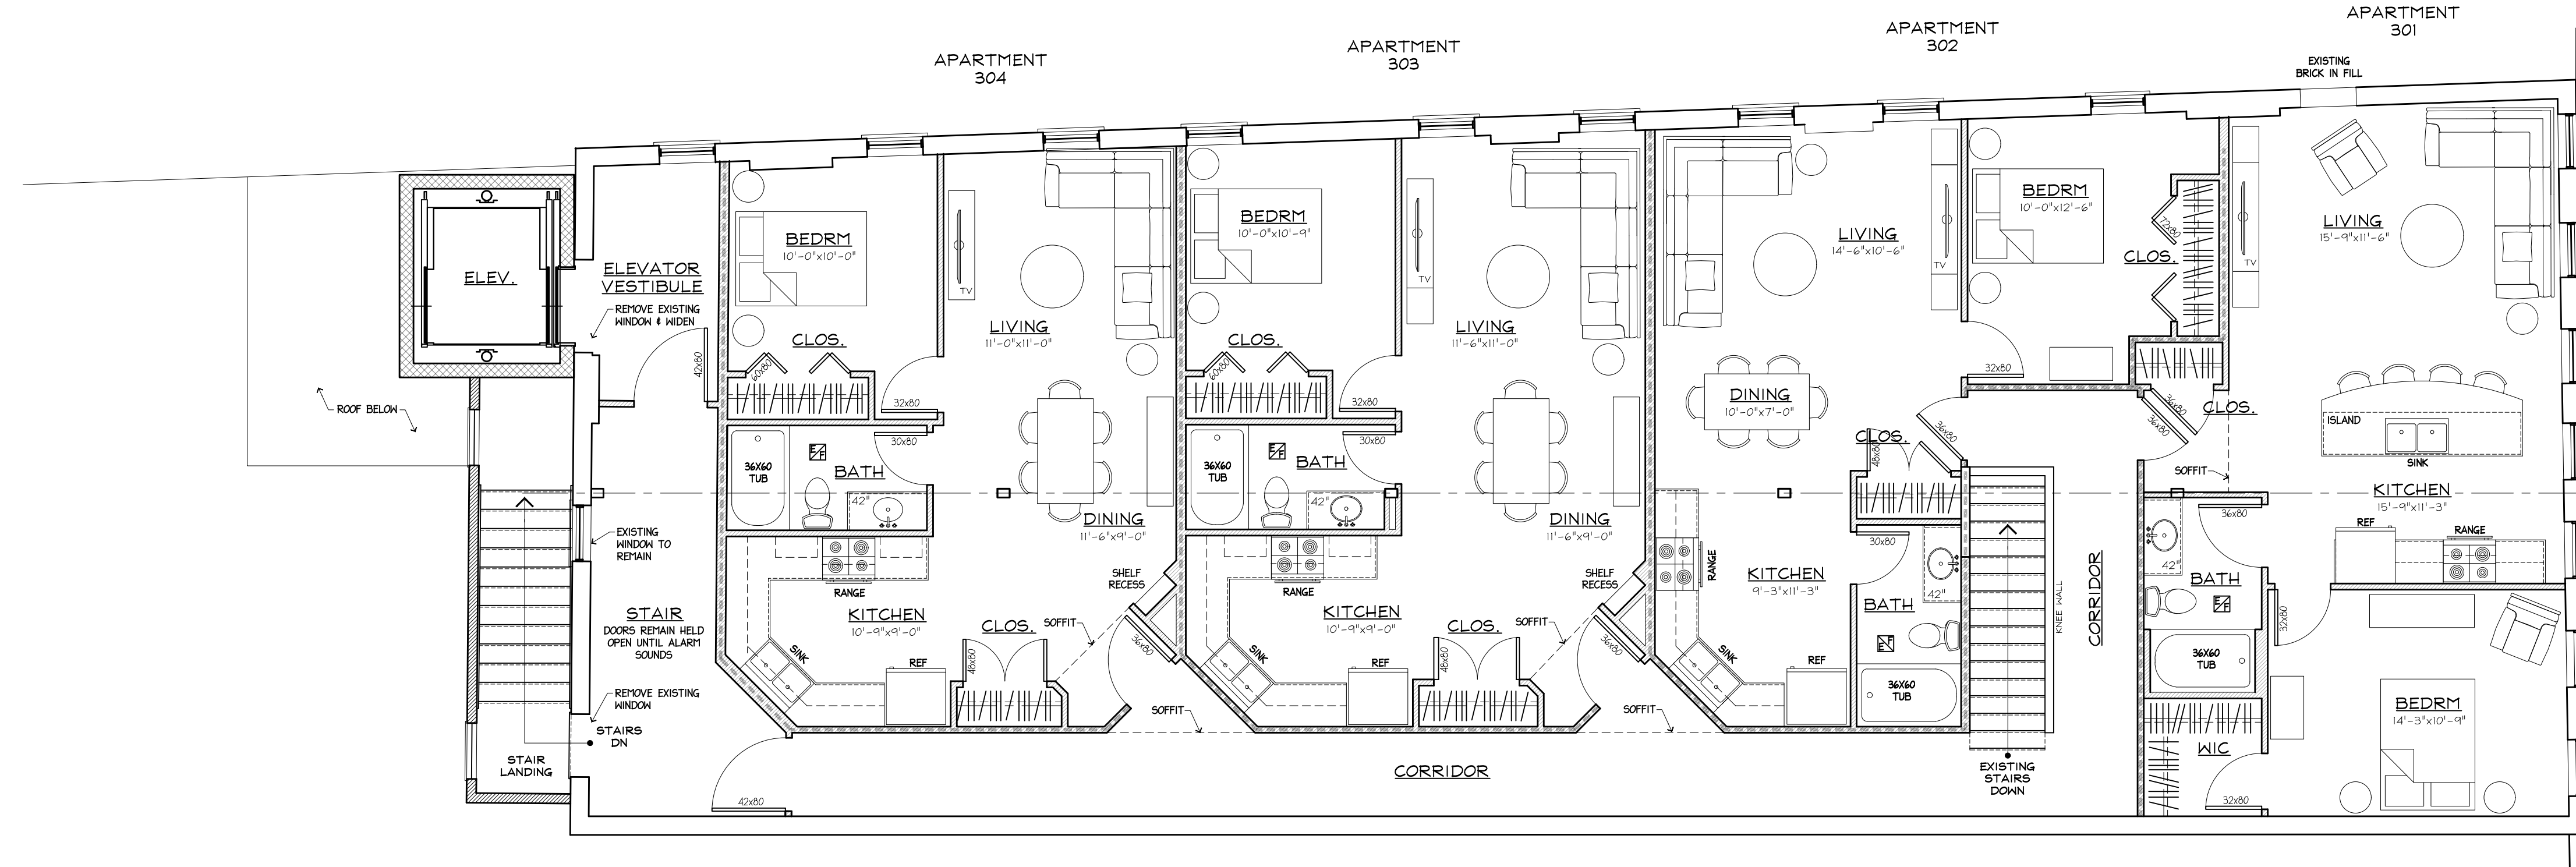 APARTMENT
304
APARTMENT
303
APARTMENT
302
APARTMENT
301
EXISTING
BRICK IN FILL
ELEV.
ELEVATOR
VESTIBULE
REMOVE EXISTING
WINDOW & WIDEN
42x80
ROOF BELOW
EXISTING
WINDOW TO
REMAIN
STAIR
DOORS REMAIN HELD
OPEN UNTIL ALARM
SOUNDS
REMOVE EXISTING
WINDOW
STAIRS
DN
STAIR
LANDING
42x80
BEDRM
10'-0"x10'-0"
CLOS.
60x80
32x80
30x80
36X60
TUB
E/F
BATH
42"
LIVING
11'-0"x11'-0"
TV
DINING
11'-6"x9'-0"
RANGE
KITCHEN
10'-9"x9'-0"
SINK
REF
CLOS.
48x80
SOFFIT
SHELF
RECESS
36x80
SOFFIT
BEDRM
10'-0"x10'-9"
CLOS.
60x80
32x80
30x80
36X60
TUB
E/F
BATH
42"
LIVING
11'-6"x11'-0"
TV
DINING
11'-6"x9'-0"
RANGE
KITCHEN
10'-9"x9'-0"
SINK
REF
CLOS.
48x80
SOFFIT
SHELF
RECESS
36x80
SOFFIT
CORRIDOR
LIVING
14'-6"x10'-6"
TV
DINING
10'-0"x7'-0"
CLOS.
48x80
36x80
RANGE
KITCHEN
9'-3"x11'-3"
SINK
REF
30x80
42"
BATH
E/F
36X60
TUB
BEDRM
10'-0"x12'-6"
72x80
CLOS.
32x80
EXISTING
STAIRS
DOWN
KNEE WALL
CORRIDOR
36x80
36x80
CLOS.
SOFFIT
LIVING
15'-9"x11'-6"
TV
ISLAND
SINK
KITCHEN
15'-9"x11'-3"
REF
RANGE
36x80
42"
BATH
E/F
36X60
TUB
32x80
WIC
32x80
BEDRM
14'-3"x10'-9"